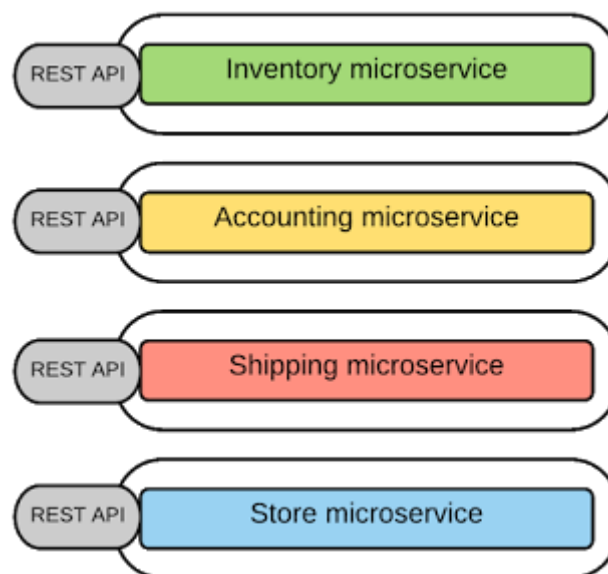 REST API
Inventory microservice
REST API
Accounting microservice
REST API
Shipping microservice
REST API
Store microservice